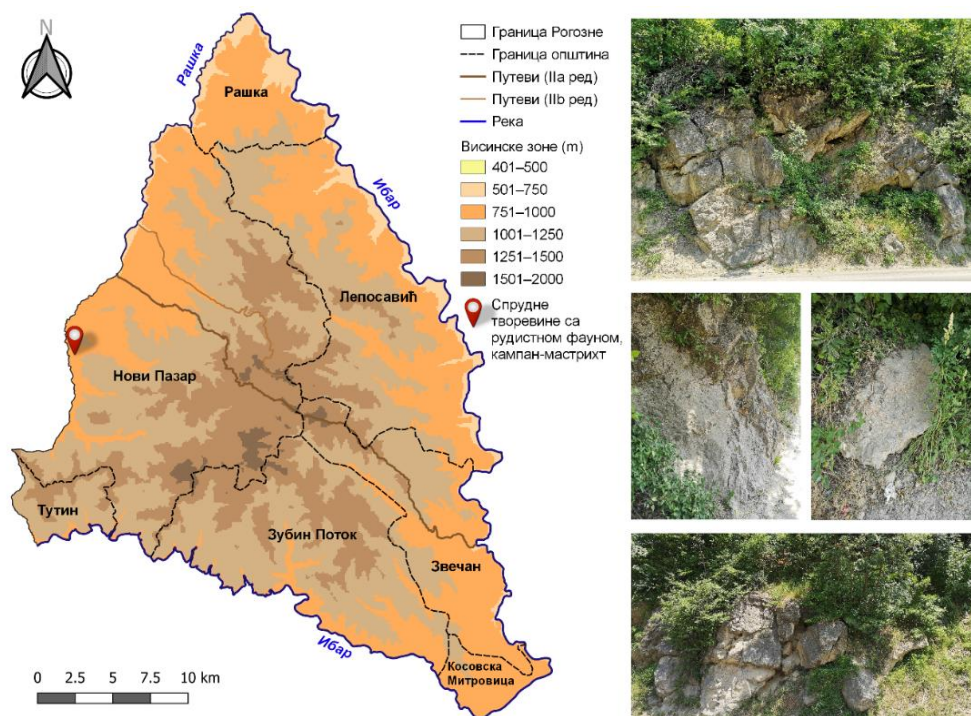 N
Рашка
Рашка
Ибар
Лепосавић
Нови Пазар
Тутин
Зубин Поток
Звечан
Ибар
Косовска
Митровица
0 2.5 5 7.5 10 km
Граница Рогозне
Граница општина
Путеви (IIа ред)
Путеви (IIb ред)
Река
Висинске зоне (m)
401–500
501–750
751–1000
1001–1250
1251–1500
1501–2000
Спрудне
творевине са
рудистном фауном,
кампан-мастрихт